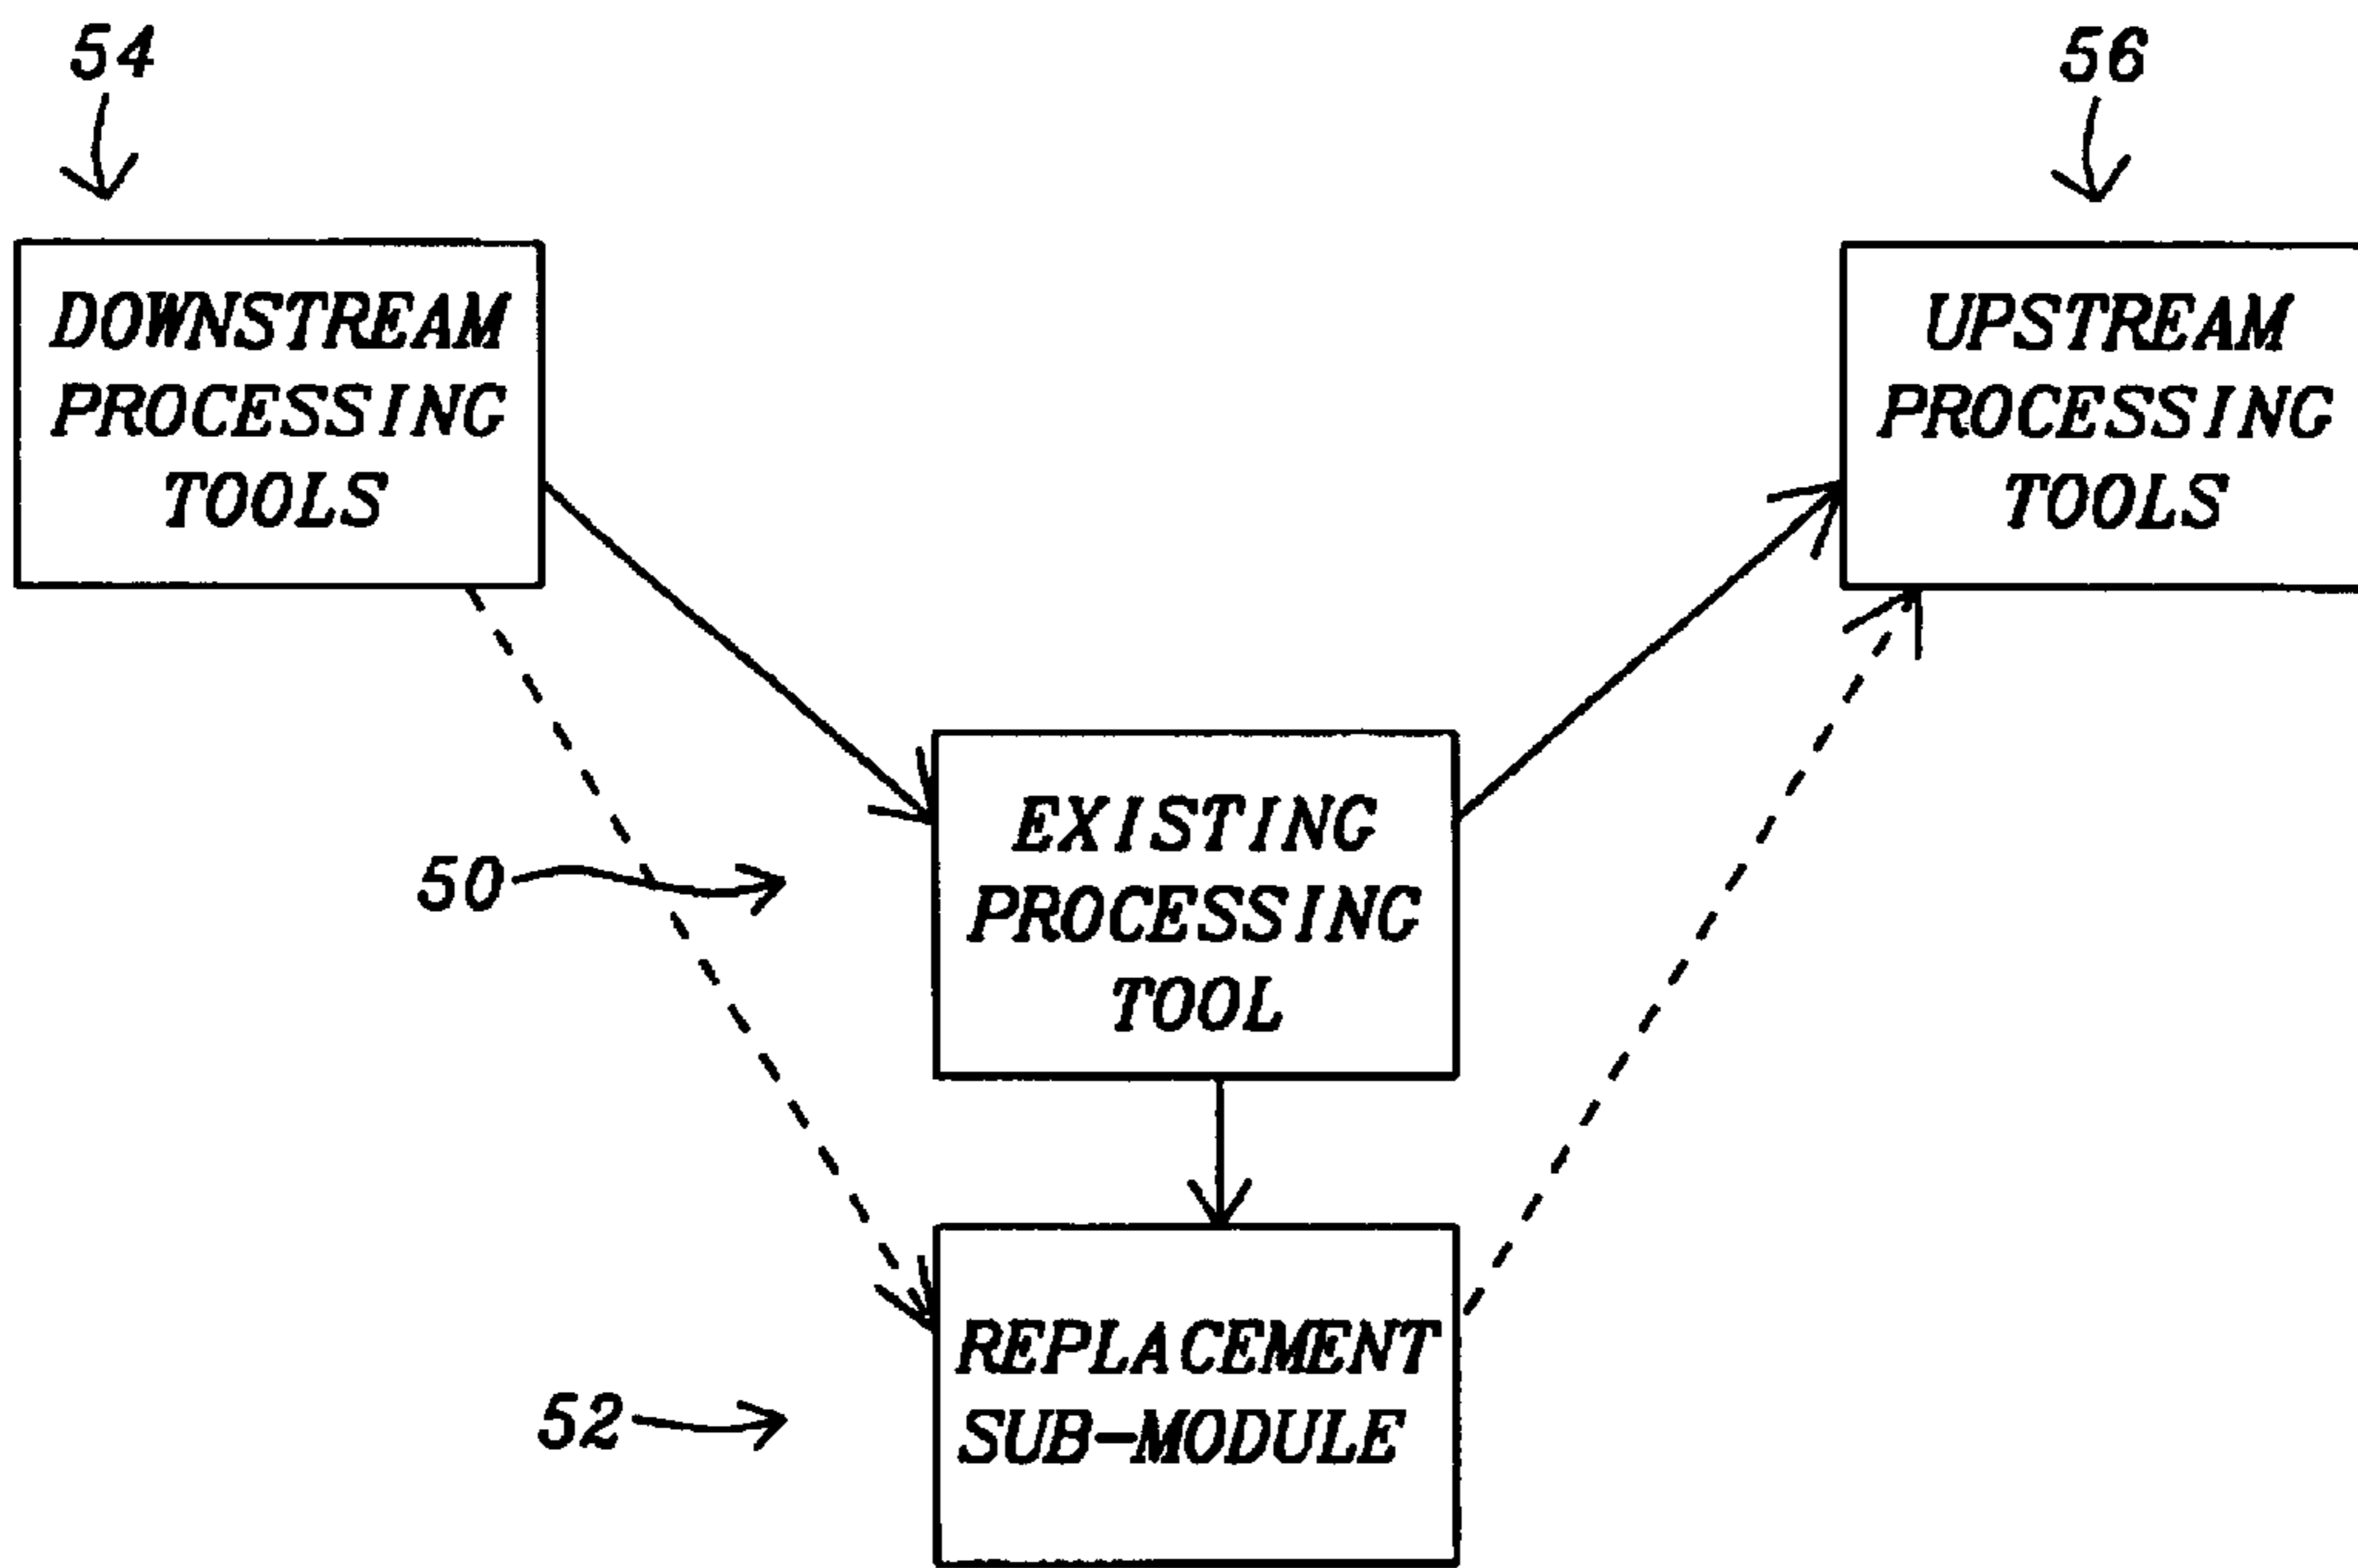 54
56
DOWNSTREAM
PROCESSING
TOOLS
UPSTREAM
PROCESSING
TOOLS
50
EXISTING
PROCESSING
TOOL
52
REPLACEMENT
SUB-MODULE